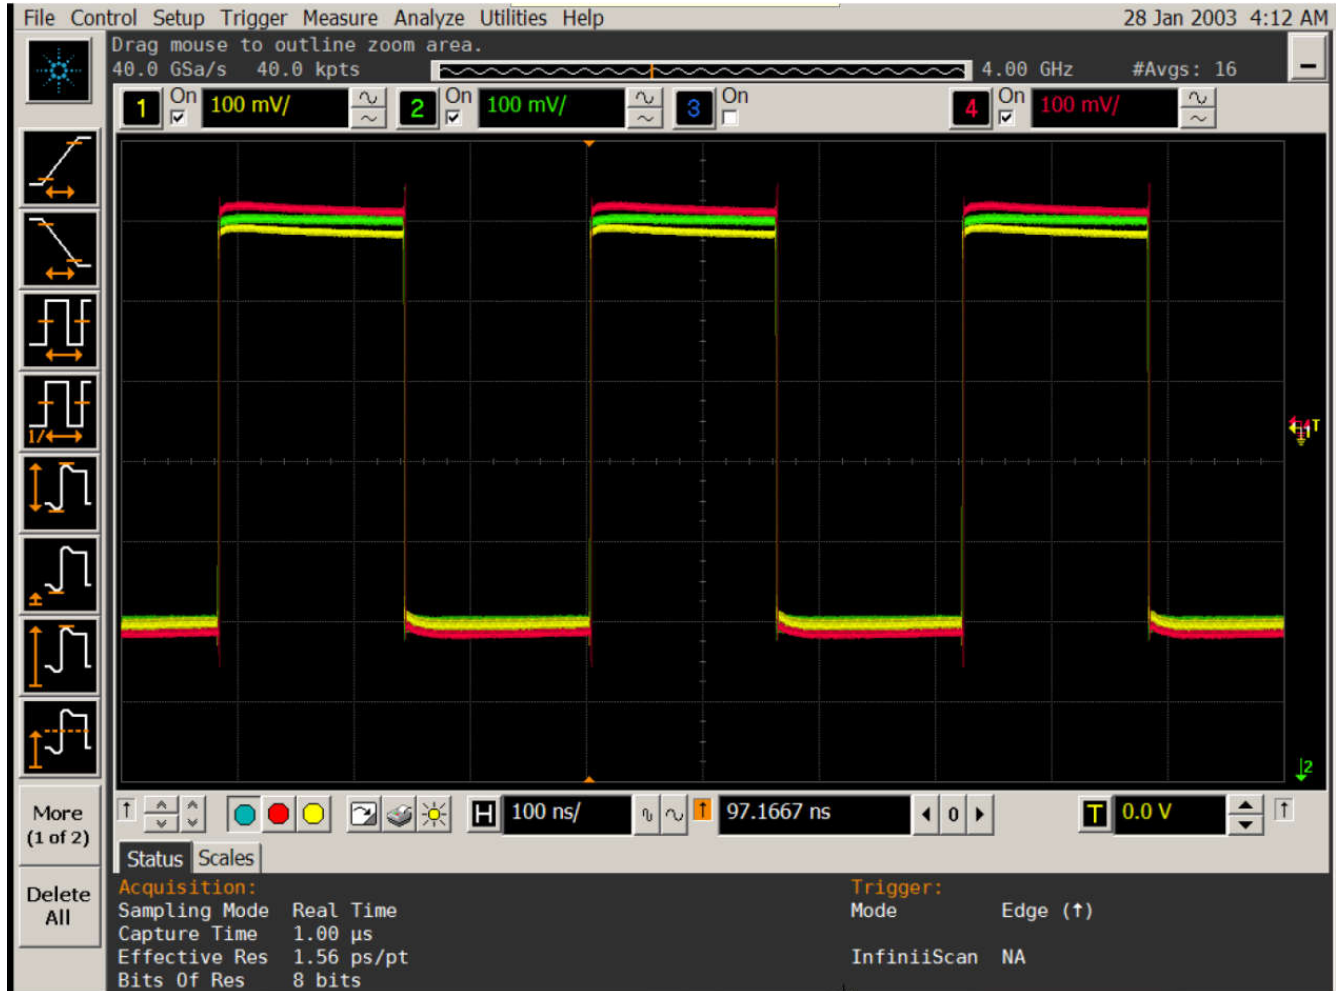 File Control Setup Trigger Measure Analyze Utilities Help 28 Jan 2003 4:12 AM
Drag mouse to outline zoom area.
40.0 GSa/s 40.0 kpts 4.00 GHz #Avgs: 16
1 On 100 mV/ 2 On 100 mV/ 3 On 4 On 100 mV/
1/
T
2
More
(1 of 2)
Delete
All
H 100 ns/ 97.1667 ns 0 T 0.0 V
Status Scales
Acquisition: Trigger:
Sampling Mode Real Time Mode Edge (↑)
Capture Time 1.00 µs
Effective Res 1.56 ps/pt InfiniiScan NA
Bits Of Res 8 bits